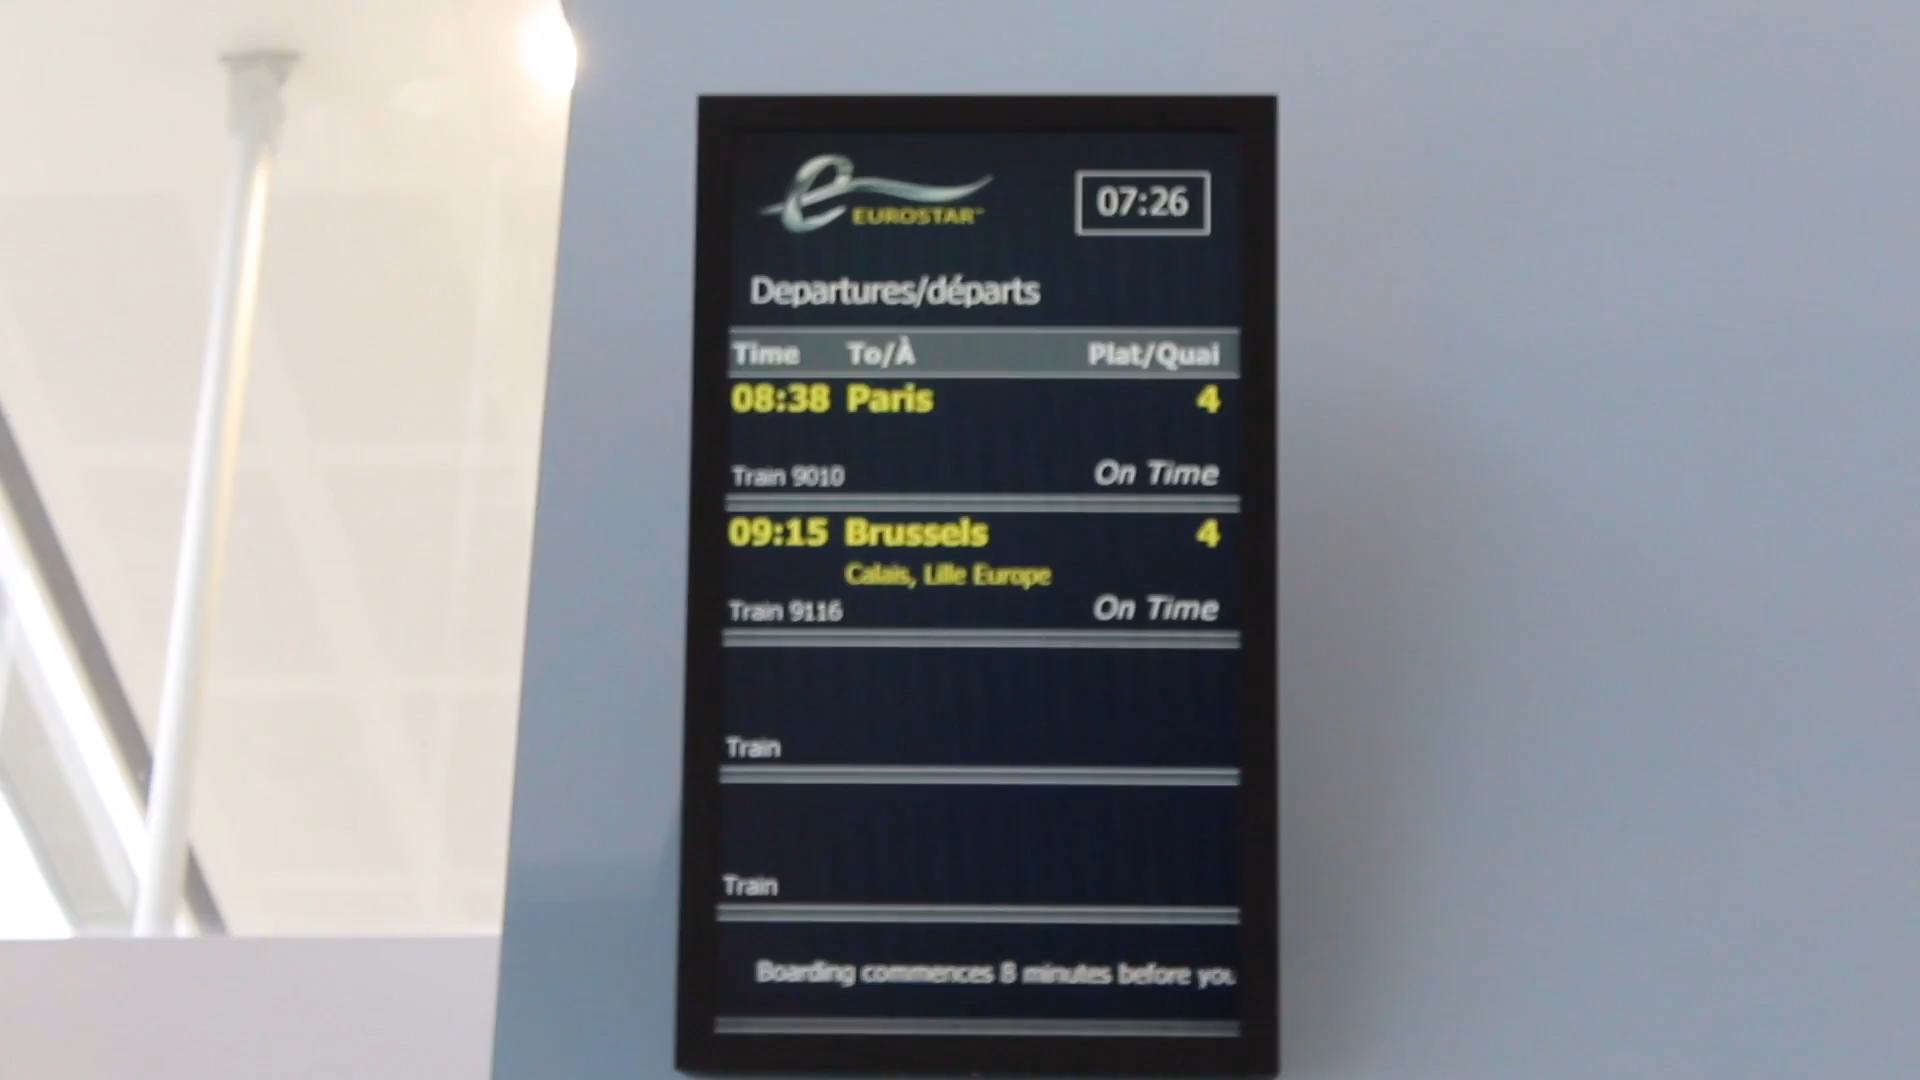 e EUROSTAR™
07:26
Departures/départs
Time To/À Plat/Quai
08:38 Paris 4
Train 9010 On Time
09:15 Brussels 4
Calais, Lille Europe
Train 9116 On Time
Train
Train
Boarding commences 8 minutes before you